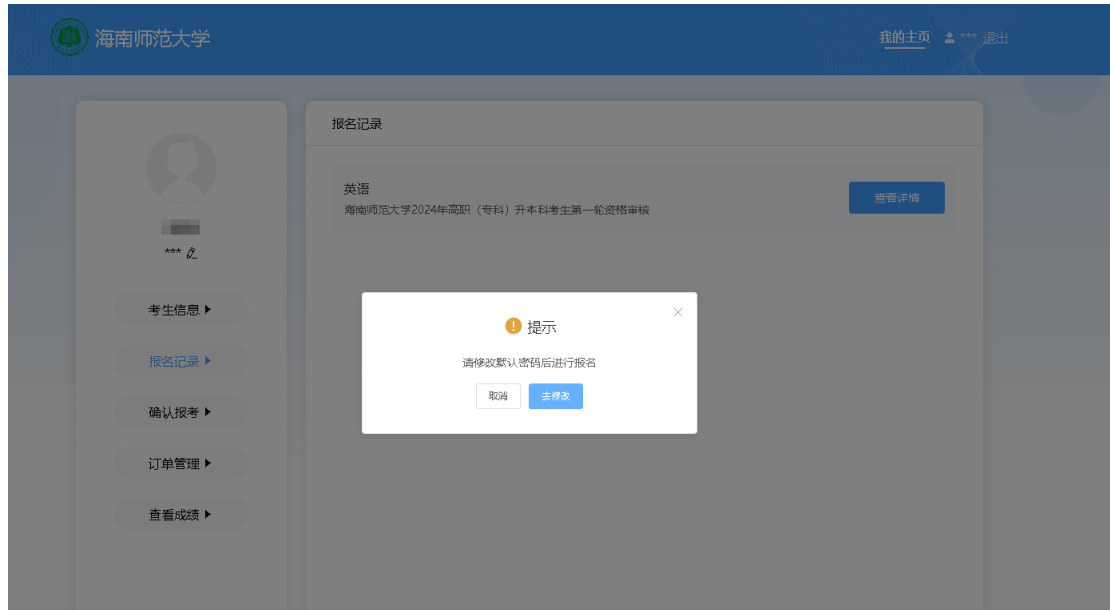 海南师范大学
我的主页 *** 退出
报名记录
英语
海南师范大学2024年高职（专科）升本科考生第一轮资格审核
查看详情
***
考生信息
报名记录
确认报考
订单管理
查看成绩
提示
请修改默认密码后进行报名
取消 去修改